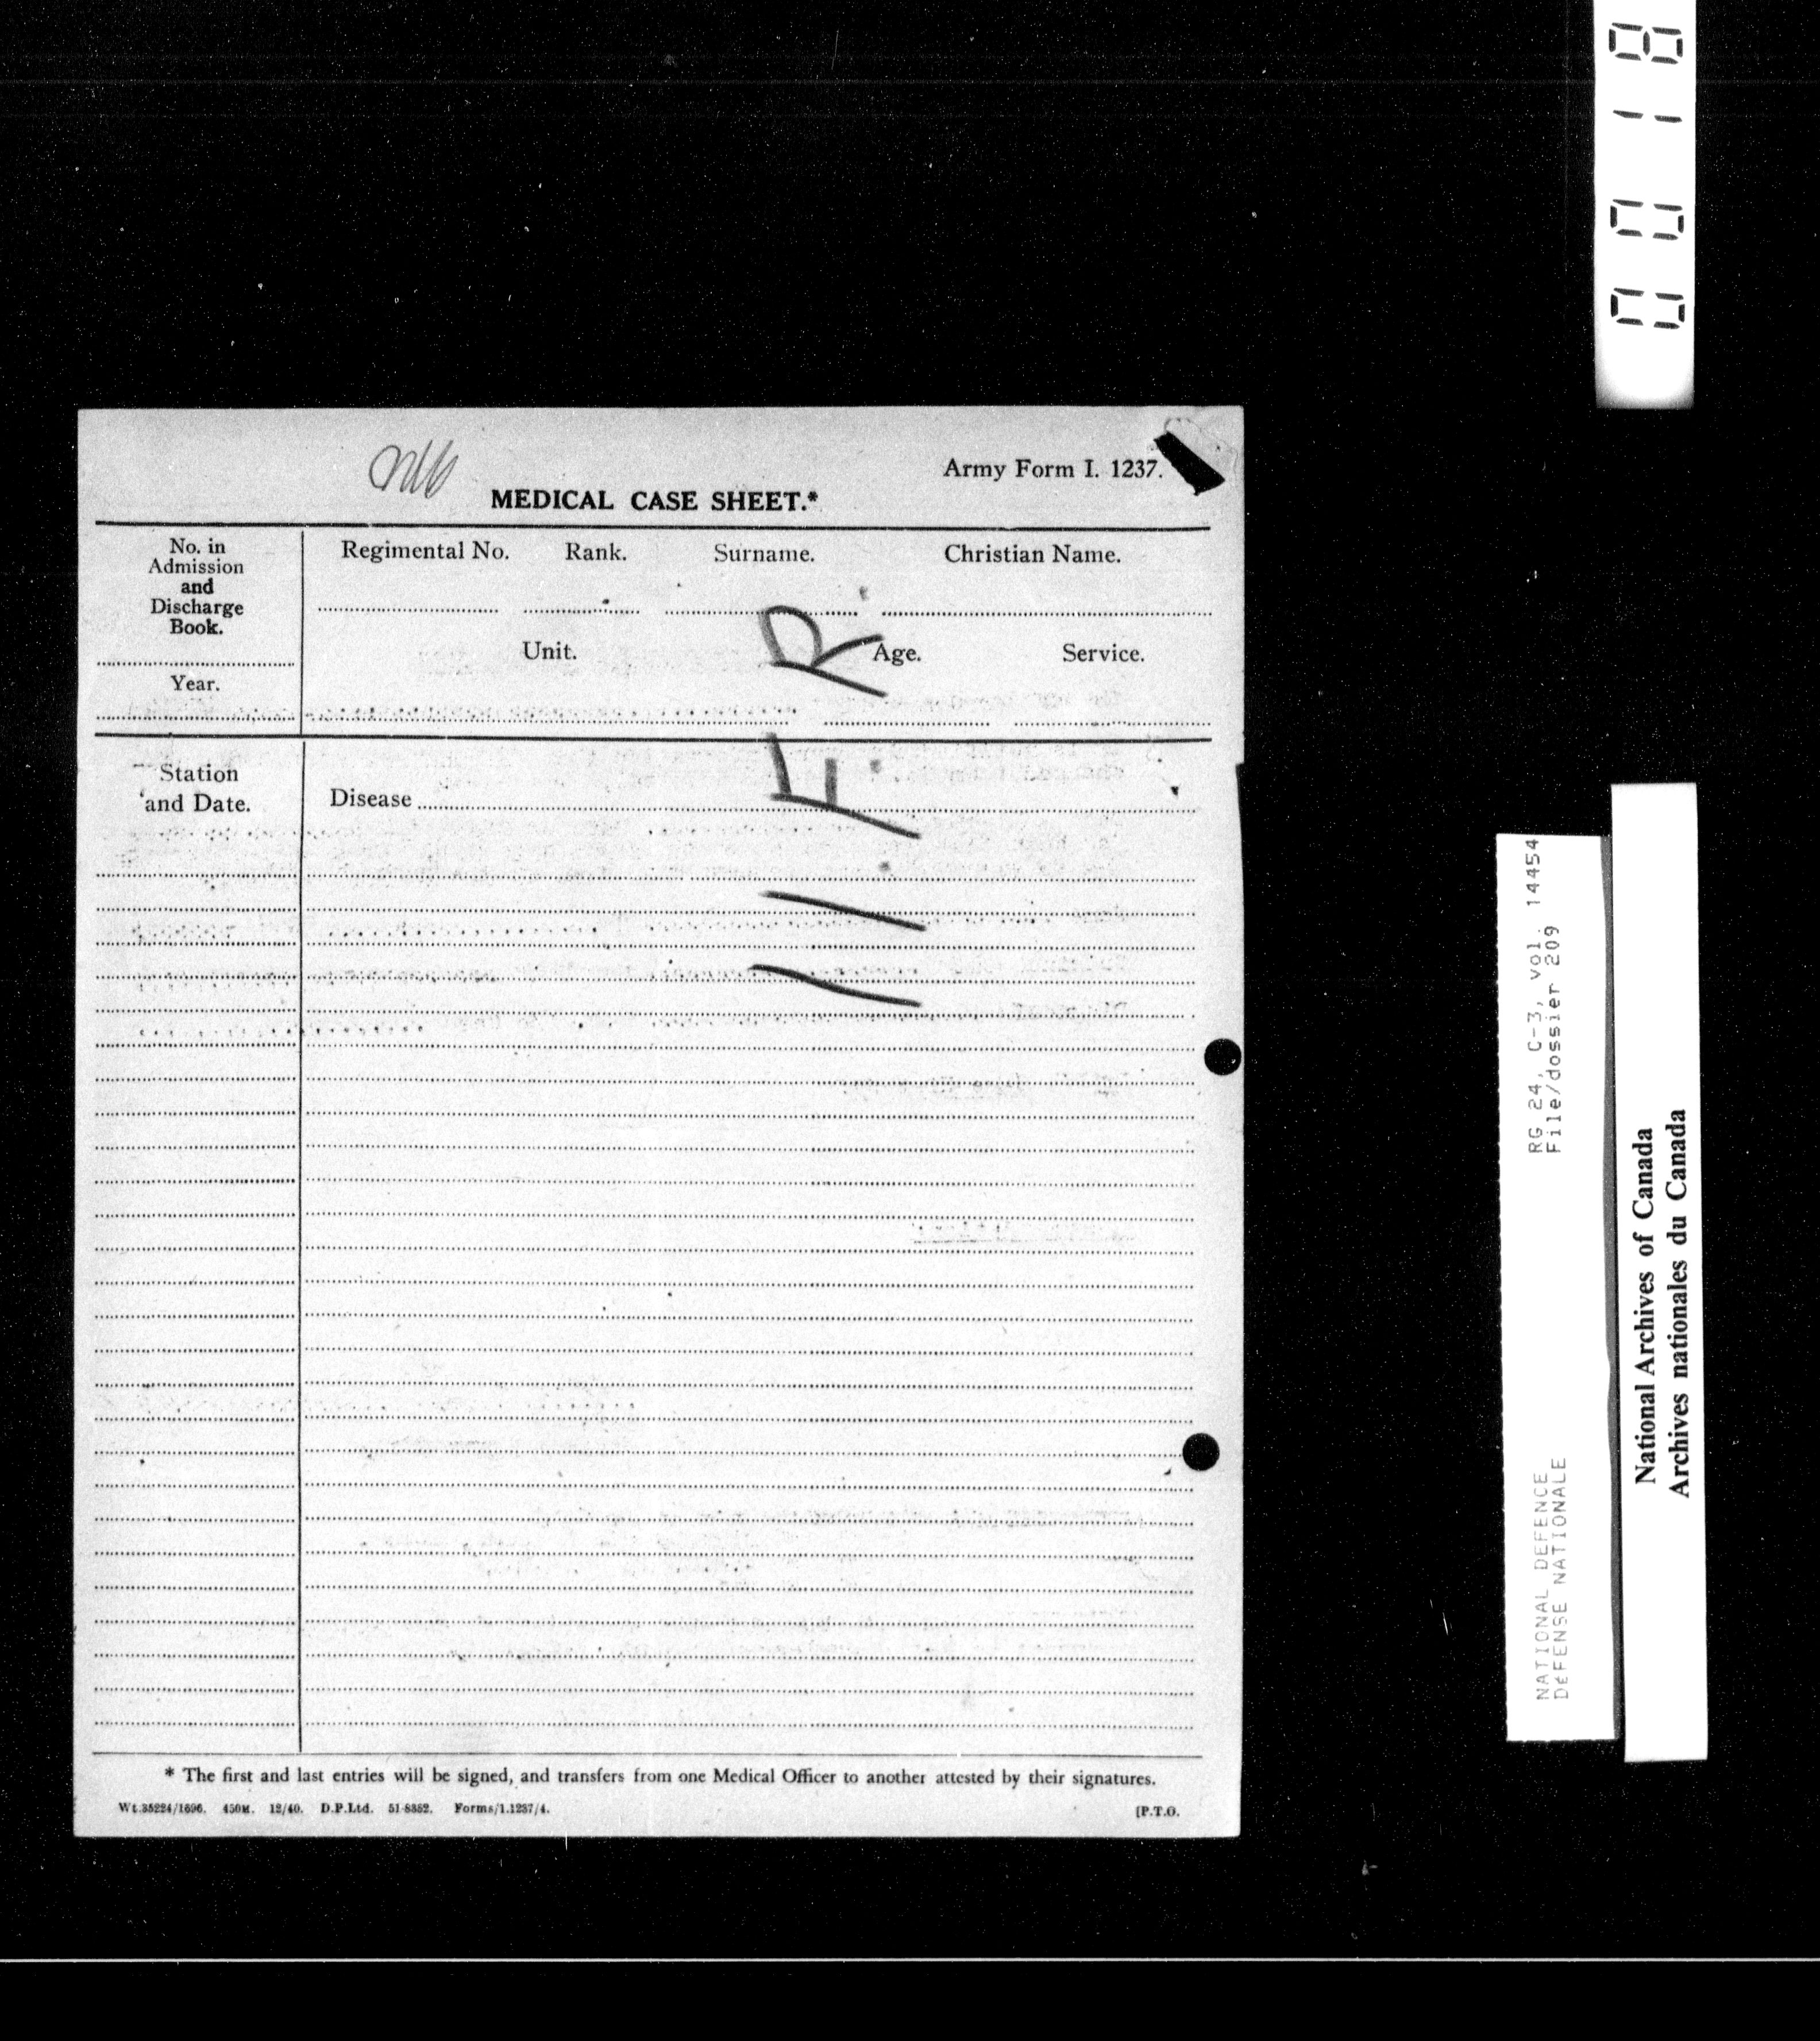 0018
Army Form I. 1237.
MEDICAL CASE SHEET.*
No. in
Admission
and
Discharge
Book.
Year.
Regimental No. Rank. Surname. Christian Name.
Unit. Age. Service.
Station
and Date.
Disease
11. F. R.
* The first and last entries will be signed, and transfers from one Medical Officer to another attested by their signatures.
Wt.35224/1696. 450M. 12/40. D.P.Ltd. 51-8352. Forms/I.1237/4.
[P.T.O.
NATIONAL DEFENCE RG 24, C-3, vol. 14454
DéFENSE NATIONALE File/dossier 209
National Archives of Canada
Archives nationales du Canada